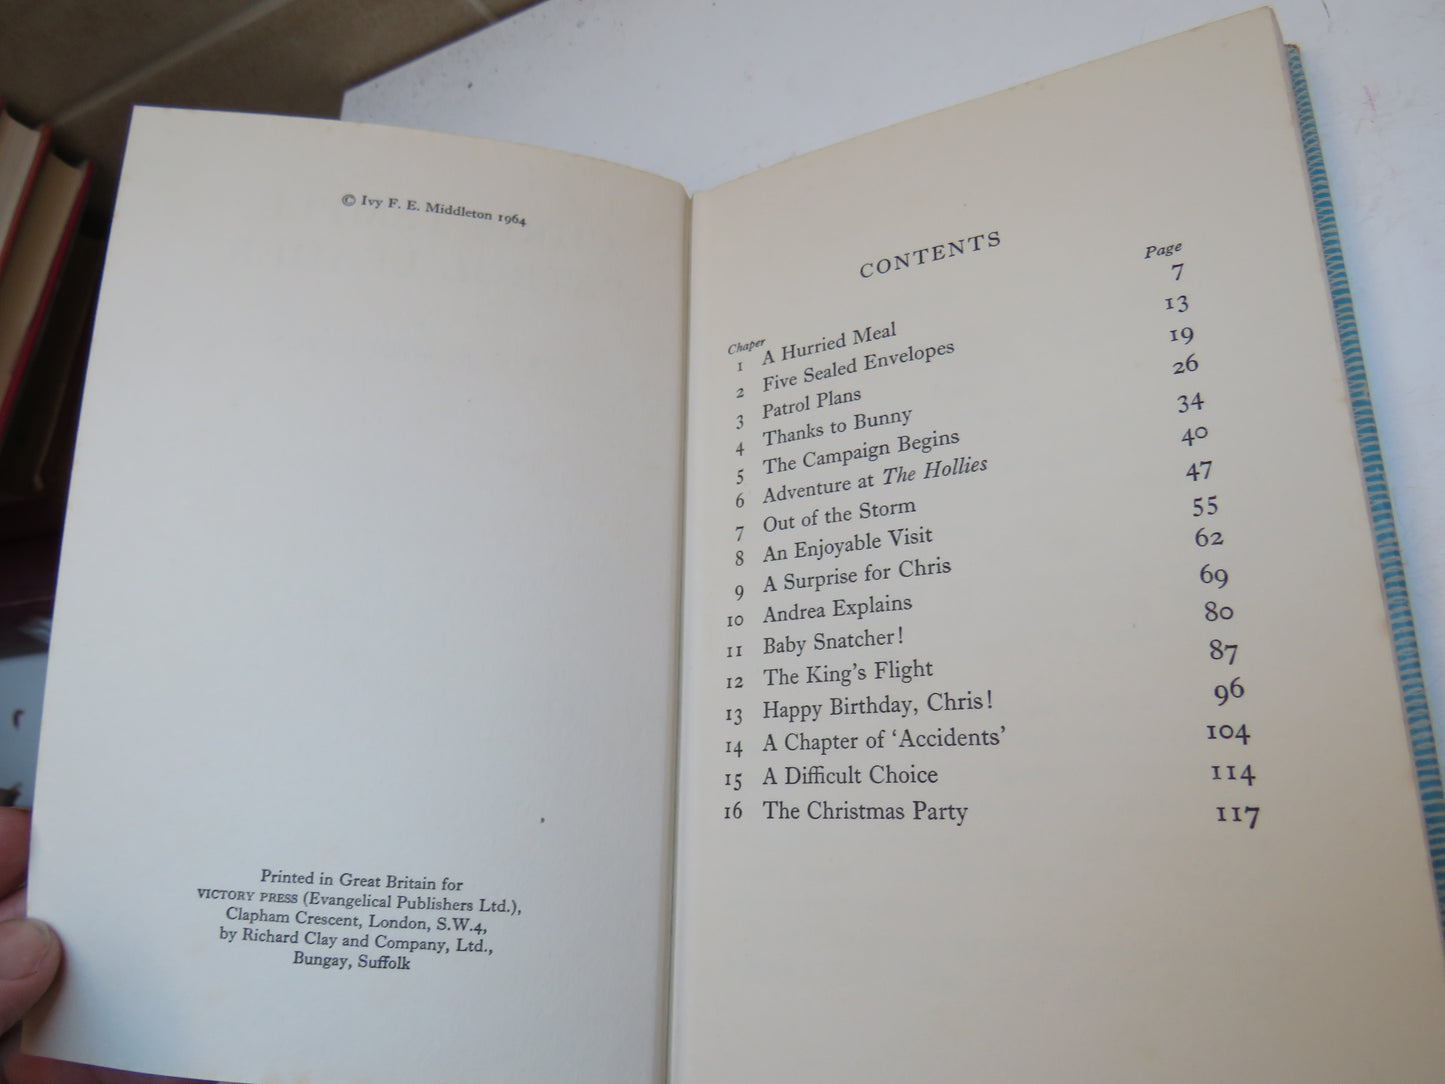 © Ivy F. E. Middleton 1964
Printed in Great Britain for
VICTORY PRESS (Evangelical Publishers Ltd.),
Clapham Crescent, London, S.W.4,
by Richard Clay and Company, Ltd.,
Bungay, Suffolk
CONTENTS
Chaper Page
1 A Hurried Meal 7
2 Five Sealed Envelopes 13
3 Patrol Plans 19
4 Thanks to Bunny 26
5 The Campaign Begins 34
6 Adventure at The Hollies 40
7 Out of the Storm 47
8 An Enjoyable Visit 55
9 A Surprise for Chris 62
10 Andrea Explains 69
11 Baby Snatcher! 80
12 The King's Flight 87
13 Happy Birthday, Chris! 96
14 A Chapter of 'Accidents' 104
15 A Difficult Choice 114
16 The Christmas Party 117